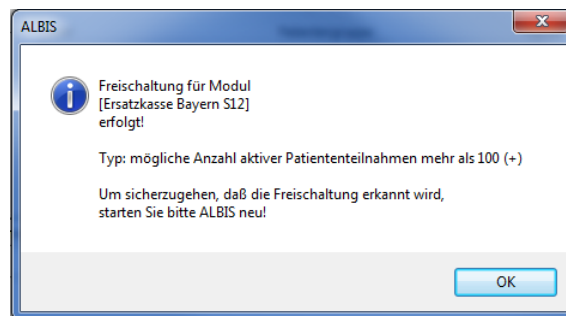 ALBIS
Freischaltung für Modul
[Ersatzkasse Bayern S12]
erfolgt!
Typ: mögliche Anzahl aktiver Patiententeilnahmen mehr als 100 (+)
Um sicherzugehen, daß die Freischaltung erkannt wird,
starten Sie bitte ALBIS neu!
OK